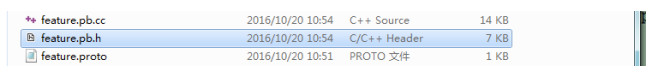 feature.pb.cc 2016/10/20 10:54 C++ Source 14 KB
feature.pb.h 2016/10/20 10:54 C/C++ Header 7 KB
feature.proto 2016/10/20 10:51 PROTO 文件 1 KB